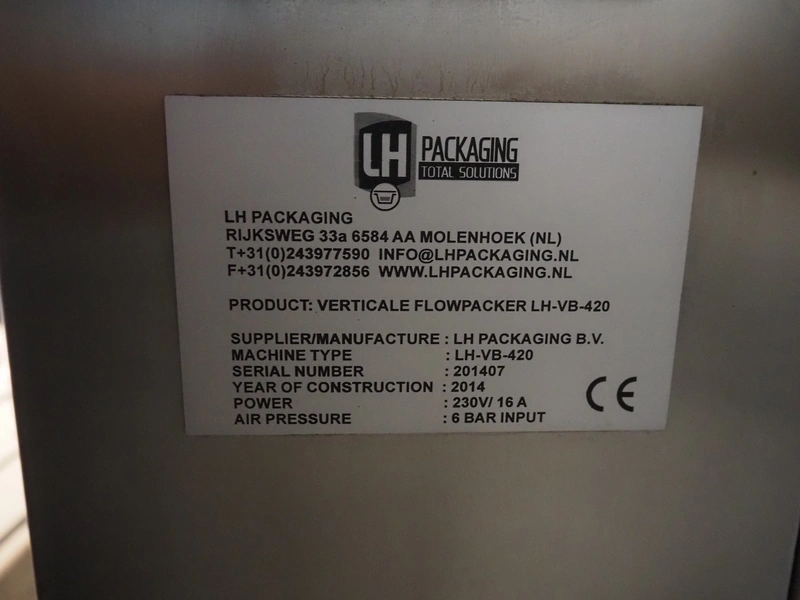 LH PACKAGING
TOTAL SOLUTIONS
LH PACKAGING
RIJKSWEG 33a 6584 AA MOLENHOEK (NL)
T+31(0)243977590 INFO@LHPACKAGING.NL
F+31(0)243972856 WWW.LHPACKAGING.NL
PRODUCT: VERTICALE FLOWPACKER LH-VB-420
SUPPLIER/MANUFACTURE : LH PACKAGING B.V.
MACHINE TYPE : LH-VB-420
SERIAL NUMBER : 201407
YEAR OF CONSTRUCTION : 2014
POWER : 230V/ 16 A
AIR PRESSURE : 6 BAR INPUT
CE